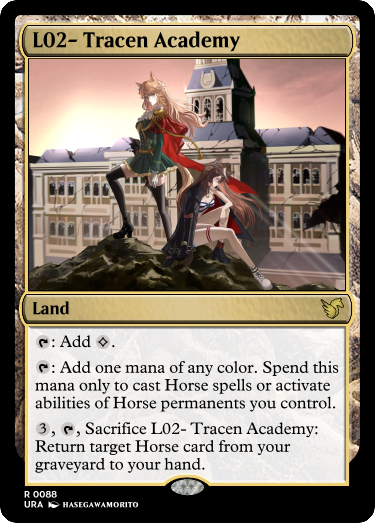 L02- Tracen Academy
Land
: Add .
: Add one mana of any color. Spend this
mana only to cast Horse spells or activate
abilities of Horse permanents you control.
3, , Sacrifice L02- Tracen Academy:
Return target Horse card from your
graveyard to your hand.
R 0088
URA HASEGAWAMORITO